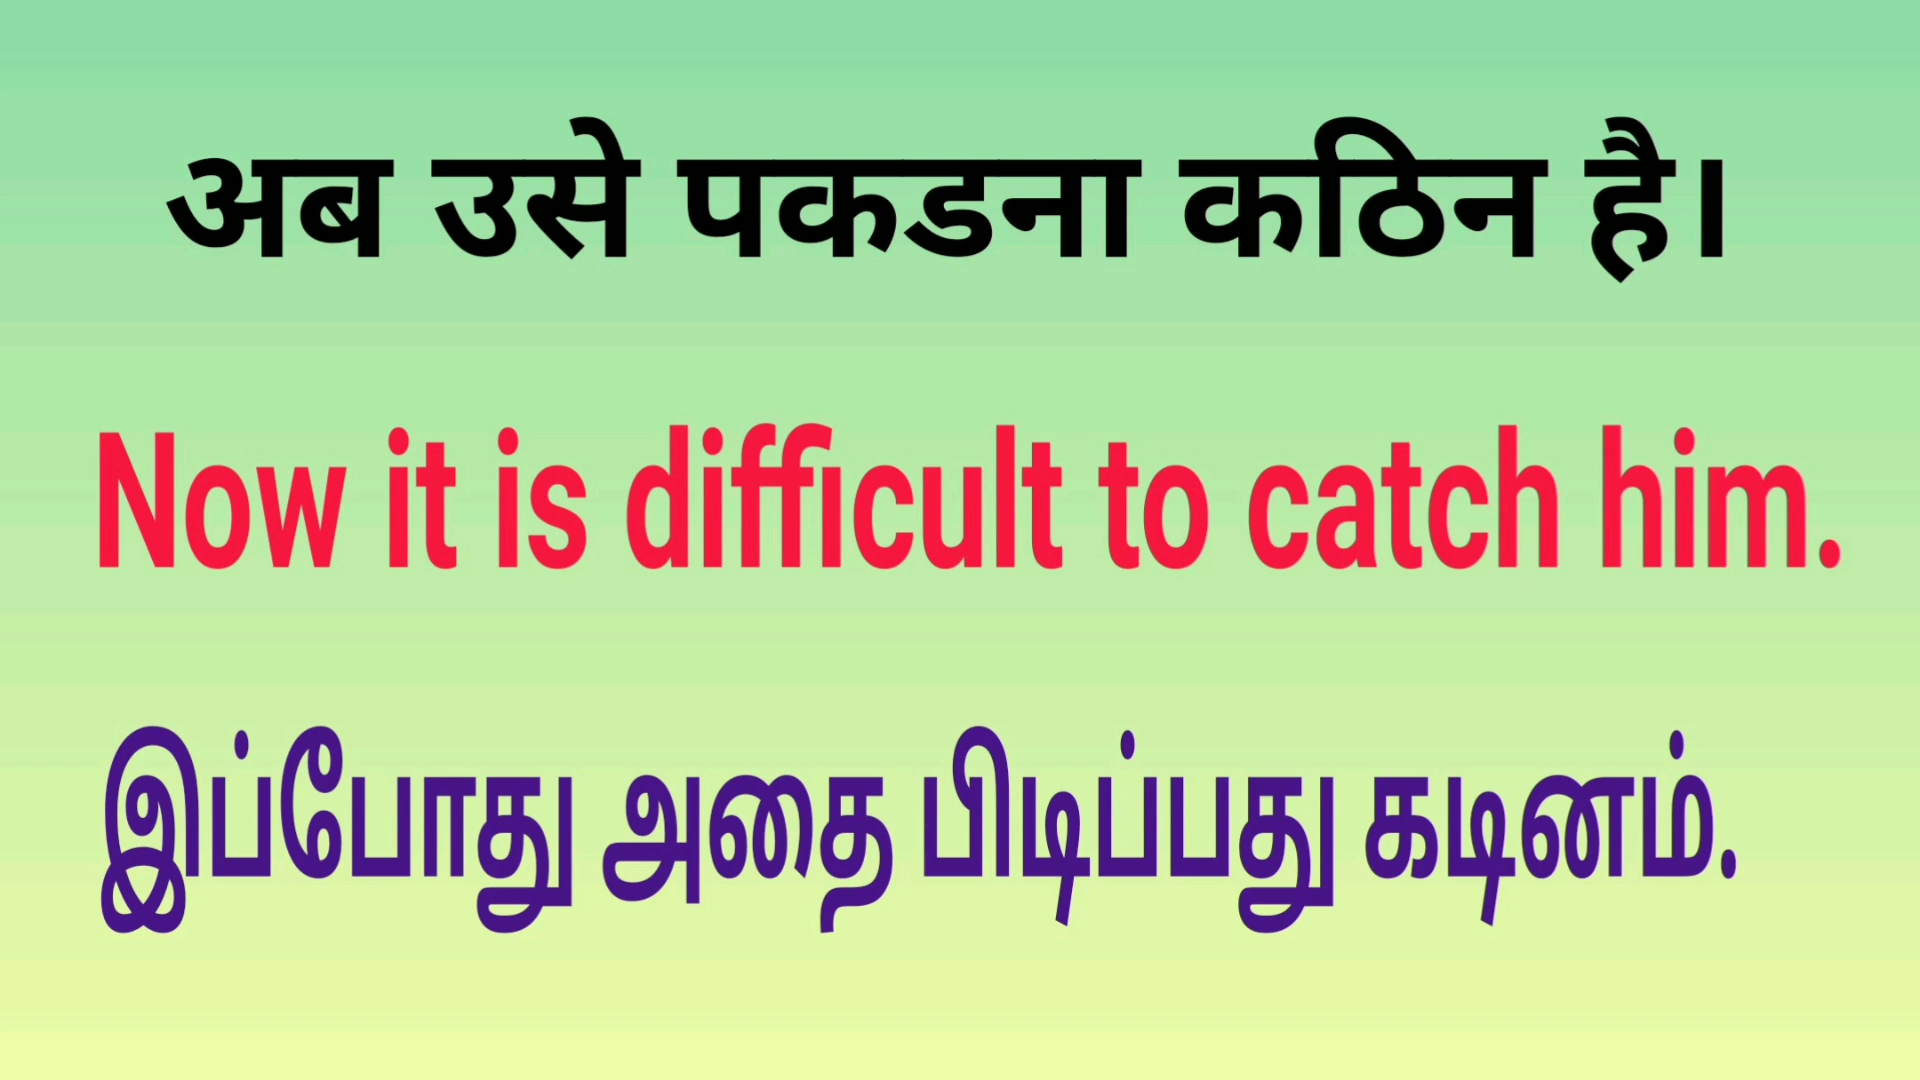 अब उसे पकडना कठिन है।
Now it is difficult to catch him.
இப்போது அதை பிடிப்பது கடினம்.